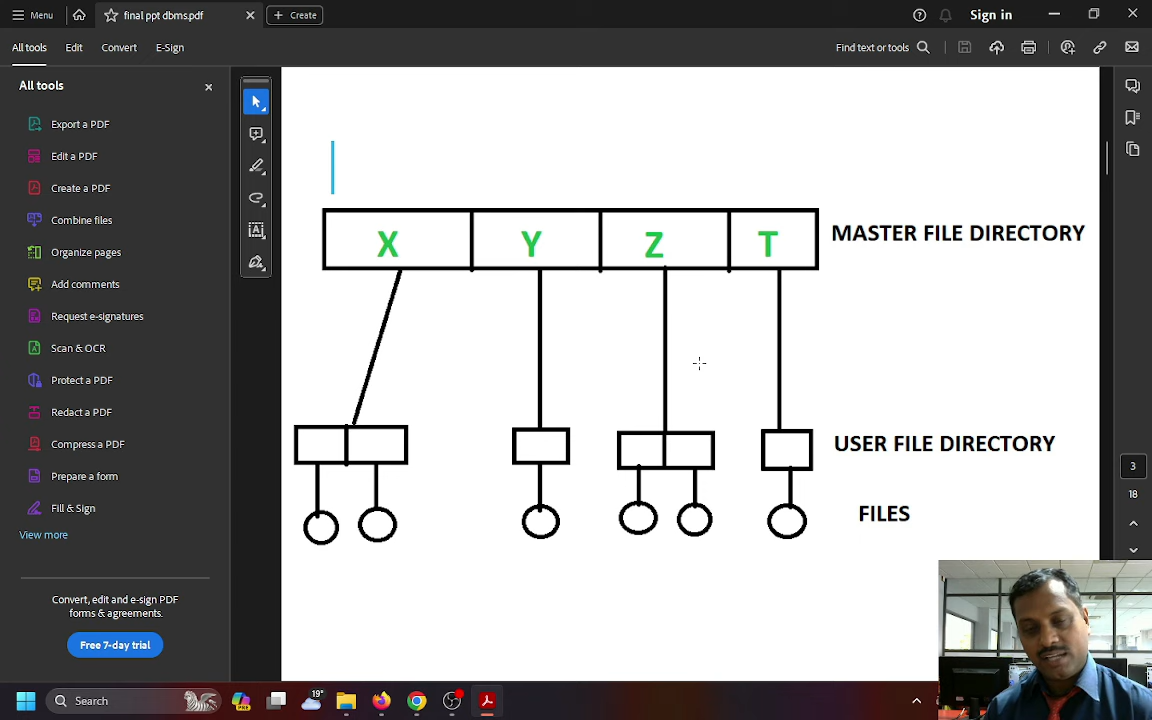 Menu
final ppt dbms.pdf
Create
Sign in
All tools
Edit
Convert
E-Sign
Find text or tools
All tools
Export a PDF
Edit a PDF
Create a PDF
Combine files
Organize pages
Add comments
Request e-signatures
Scan & OCR
Protect a PDF
Redact a PDF
Compress a PDF
Prepare a form
Fill & Sign
View more
Convert, edit and e-sign PDF
forms & agreements.
Free 7-day trial
X Y Z T MASTER FILE DIRECTORY
USER FILE DIRECTORY
FILES
3
18
Search
PRE
19°